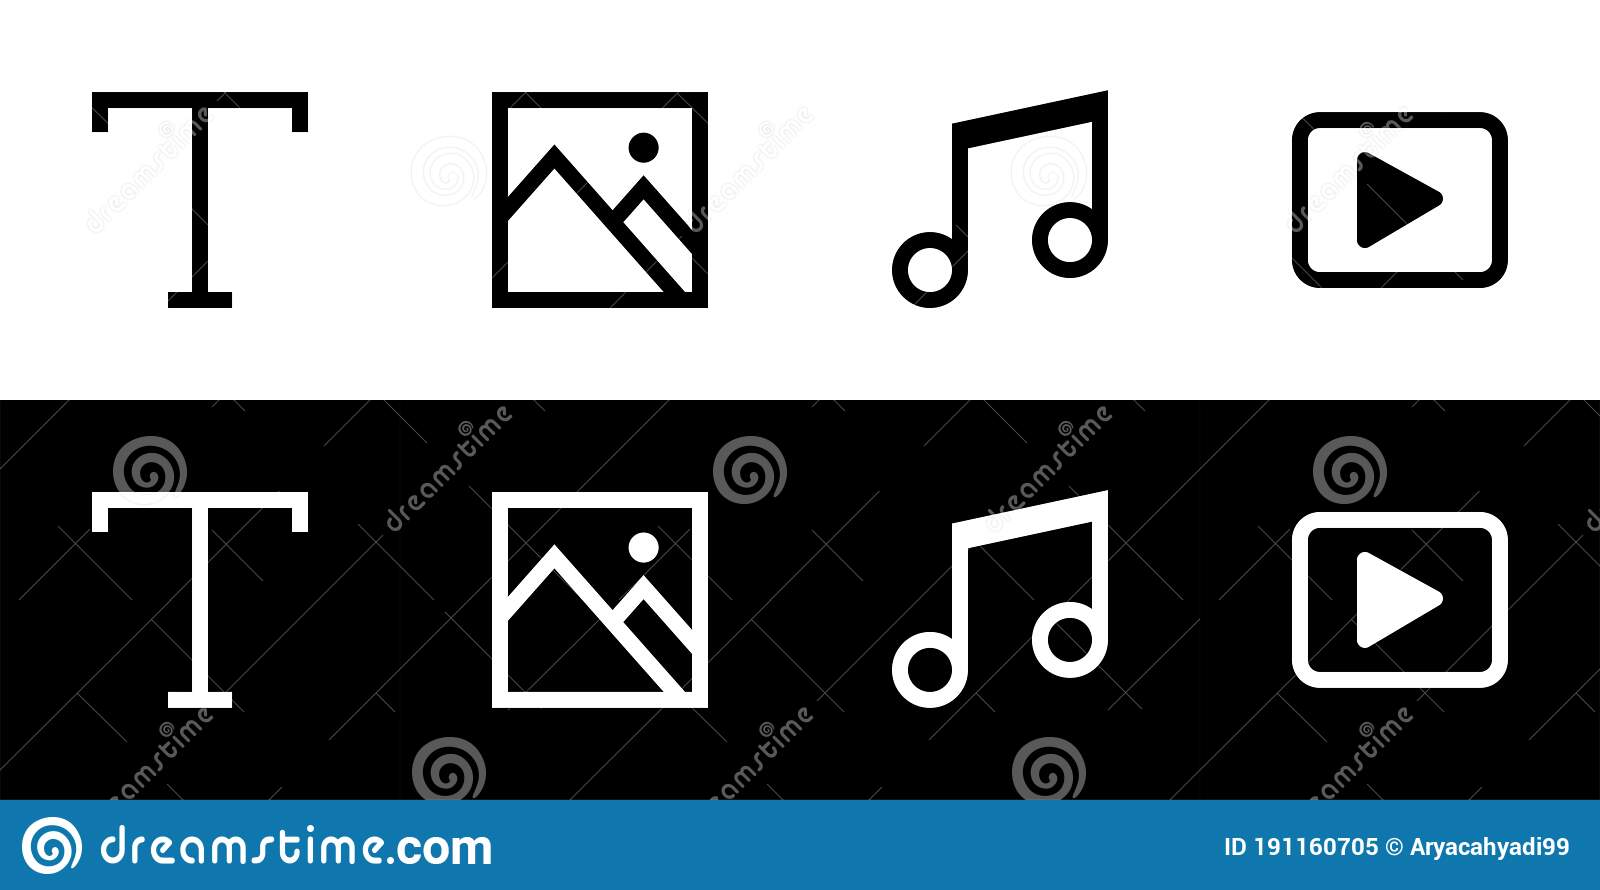 T
T
dreamstime.com
ID 191160705 © Aryacahyadi99